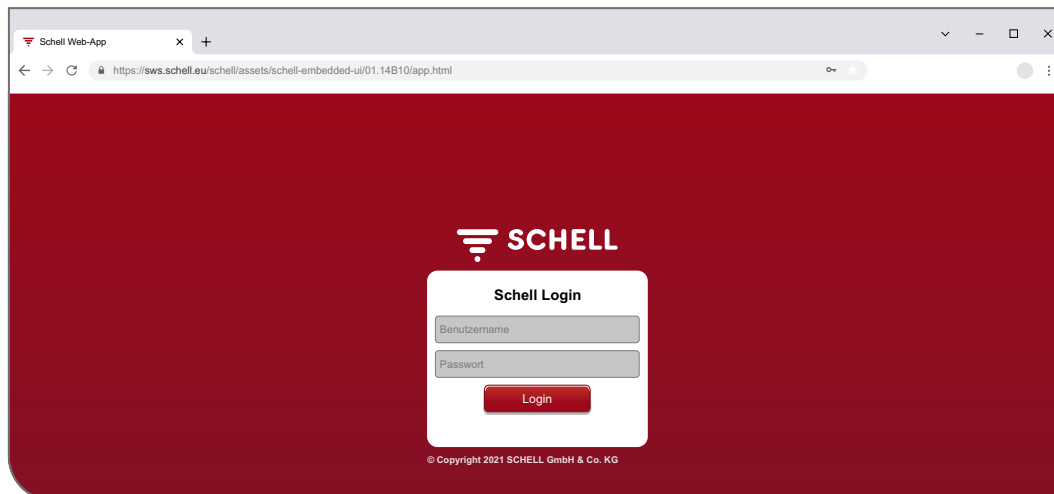 Schell Web-App
https://sws.schell.eu/schell/assets/schell-embedded-ui/01.14B10/app.html
SCHELL
Schell Login
Benutzername
Passwort
Login
© Copyright 2021 SCHELL GmbH & Co. KG